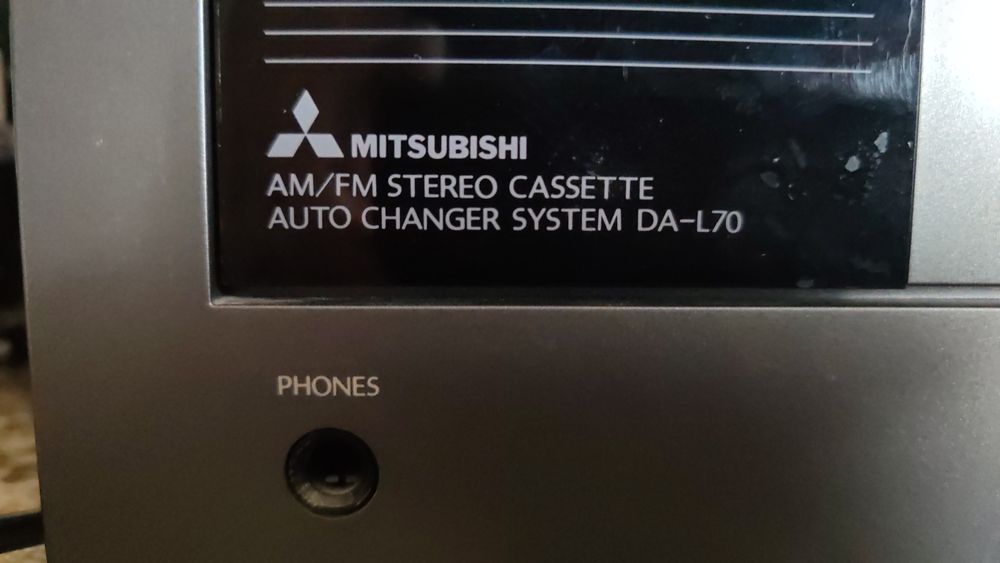 MITSUBISHI
AM/FM STEREO CASSETTE
AUTO CHANGER SYSTEM DA-L70
PHONES